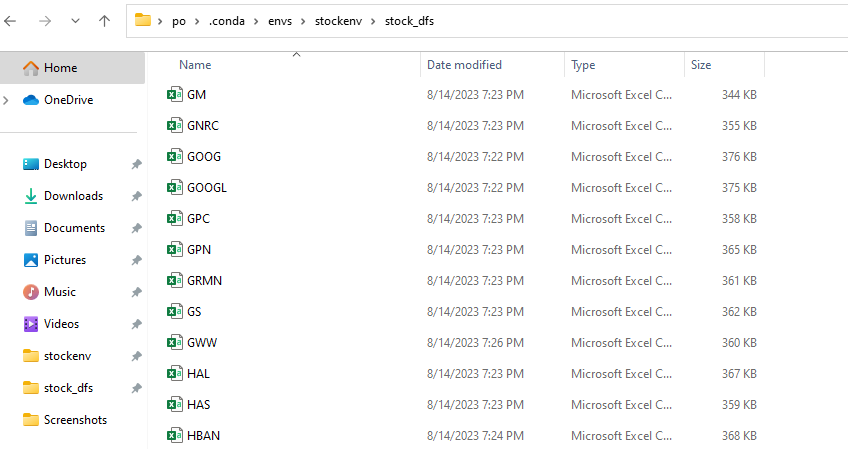 po > .conda > envs > stockenv > stock_dfs
Home
OneDrive
Desktop
Downloads
Documents
Pictures
Music
Videos
stockenv
stock_dfs
Screenshots
Name Date modified Type Size
GM 8/14/2023 7:23 PM Microsoft Excel C... 344 KB
GNRC 8/14/2023 7:23 PM Microsoft Excel C... 355 KB
GOOG 8/14/2023 7:22 PM Microsoft Excel C... 376 KB
GOOGL 8/14/2023 7:22 PM Microsoft Excel C... 375 KB
GPC 8/14/2023 7:23 PM Microsoft Excel C... 358 KB
GPN 8/14/2023 7:23 PM Microsoft Excel C... 365 KB
GRMN 8/14/2023 7:23 PM Microsoft Excel C... 361 KB
GS 8/14/2023 7:23 PM Microsoft Excel C... 362 KB
GWW 8/14/2023 7:26 PM Microsoft Excel C... 360 KB
HAL 8/14/2023 7:23 PM Microsoft Excel C... 367 KB
HAS 8/14/2023 7:23 PM Microsoft Excel C... 359 KB
HBAN 8/14/2023 7:24 PM Microsoft Excel C... 368 KB